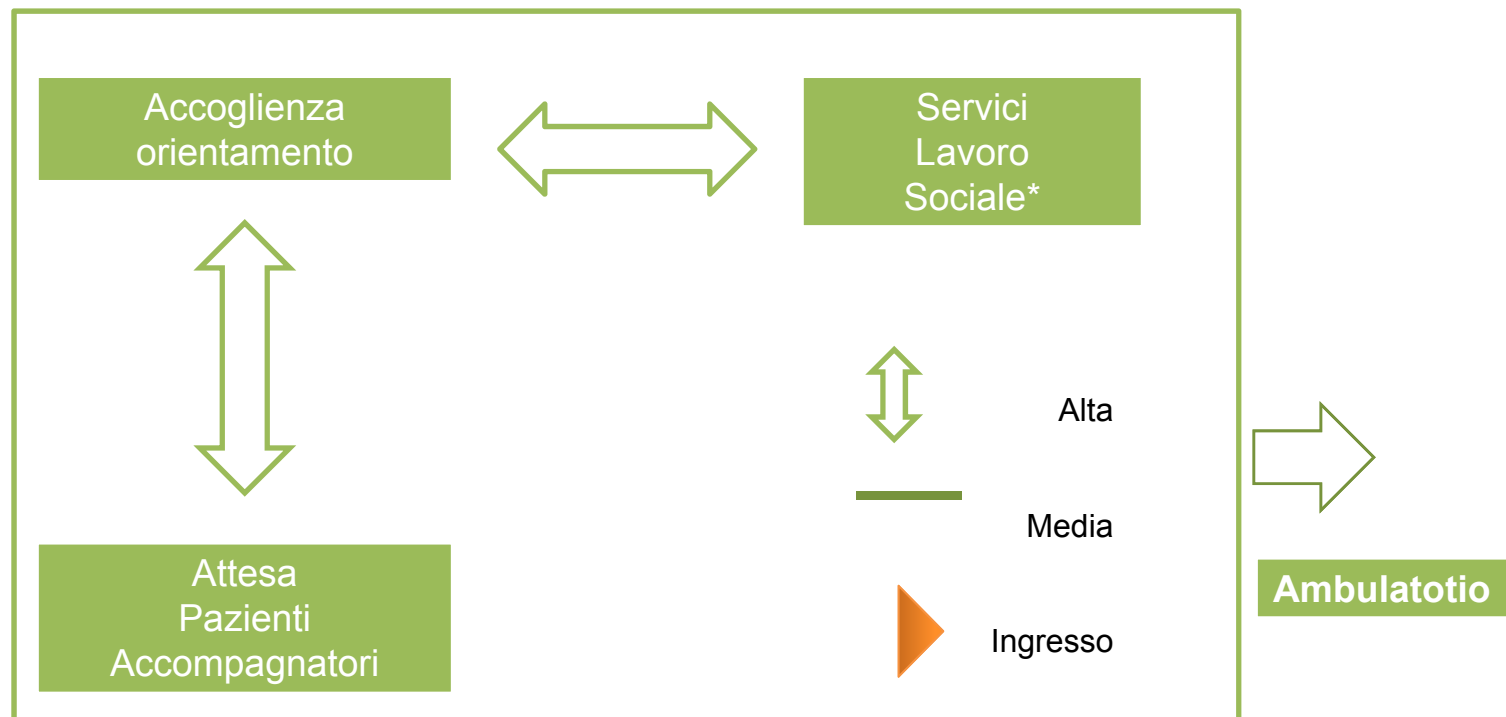 Accoglienza
orientamento
Servici
Lavoro
Sociale*
Alta
Media
Ingresso
Attesa
Pazienti
Accompagnatori
Ambulatotio